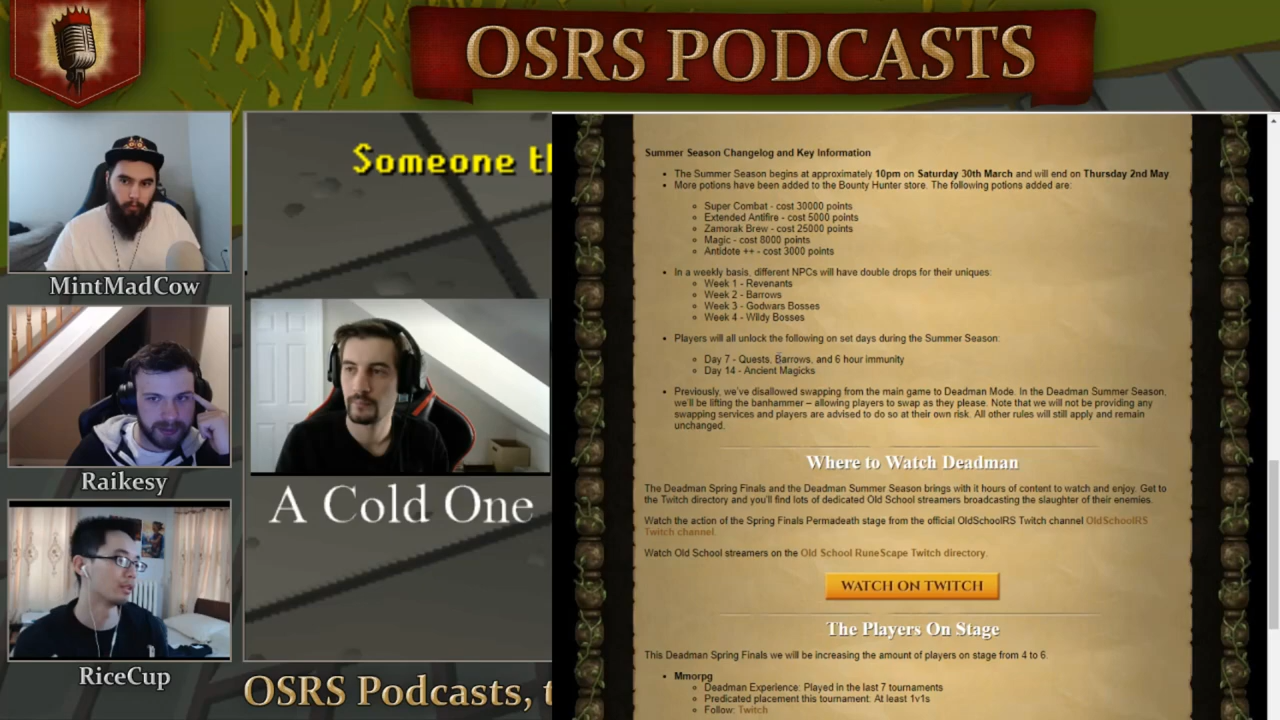 OSRS PODCASTS
MintMadCow
Raikesy
RiceCup
Someone t
A Cold One
OSRS Podcasts, t
Summer Season Changelog and Key Information
The Summer Season begins at approximately 10pm on Saturday 30th March and will end on Thursday 2nd May.
More potions have been added to the Bounty Hunter store. The following potions added are:
Super Combat - cost 30000 points
Extended Antifire - cost 5000 points
Zamorak Brew - cost 25000 points
Magic - cost 8000 points
Antidote ++ - cost 3000 points
In a weekly basis, different NPCs will have double drops for their uniques:
Week 1 - Revenants
Week 2 - Barrows
Week 3 - Godwars Bosses
Week 4 - Wildy Bosses
Players will all unlock the following on set days during the Summer Season:
Day 7 - Quests, Barrows, and 6 hour immunity
Day 14 - Ancient Magicks
Previously, we've disallowed swapping from the main game to Deadman Mode. In the Deadman Summer Season,
we'll be lifting the banhammer – allowing players to swap as they please. Note that we will not be providing any
swapping services and players are advised to do so at their own risk. All other rules will still apply and remain
unchanged.
Where to Watch Deadman
The Deadman Spring Finals and the Deadman Summer Season brings with it hours of content to watch and enjoy. Get to
the Twitch directory and you'll find lots of dedicated Old School streamers broadcasting the slaughter of their enemies.
Watch the action of the Spring Finals Permadeath stage from the official OldSchoolRS Twitch channel OldSchoolRS
Twitch channel.
Watch Old School streamers on the Old School RuneScape Twitch directory.
WATCH ON TWITCH
The Players On Stage
This Deadman Spring Finals we will be increasing the amount of players on stage from 4 to 6.
Mmorpg
Deadman Experience: Played in the last 7 tournaments
Predicated placement this tournament: At least 1v1s
Follow: Twitch